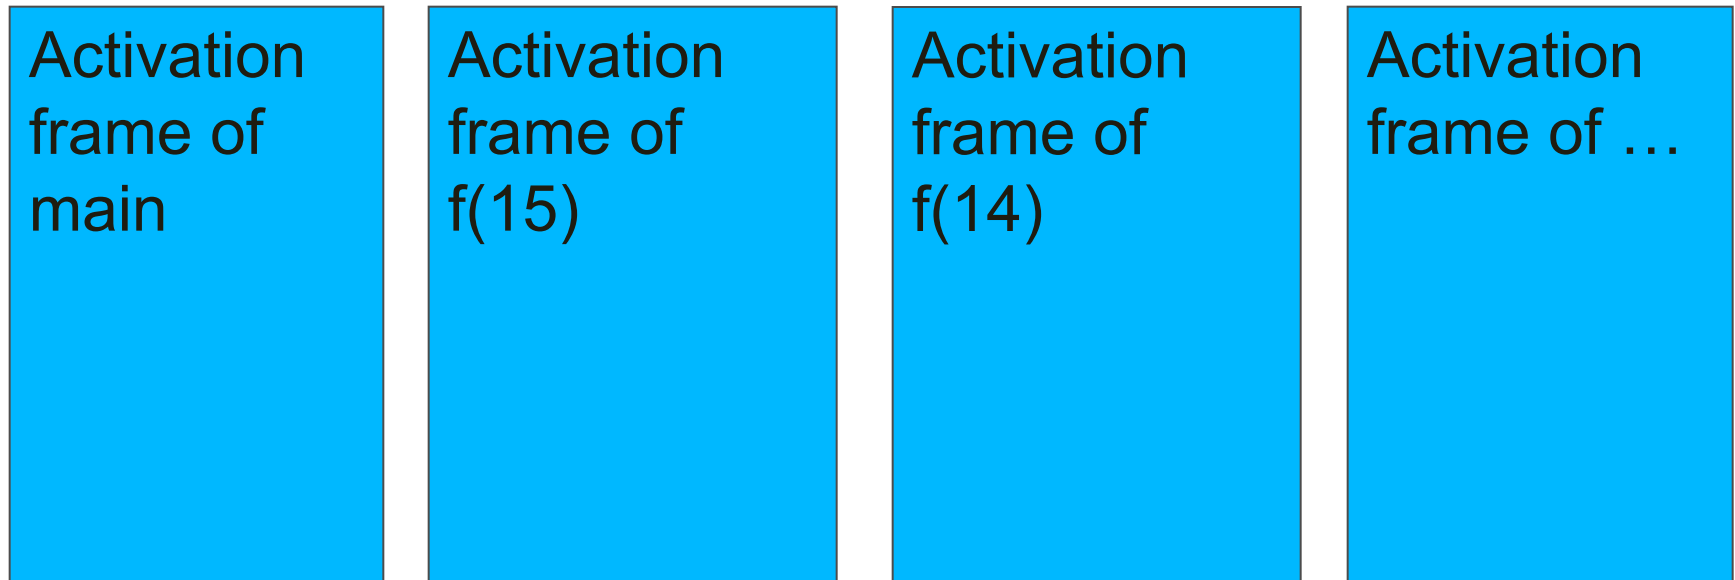 Activation
frame of
main
Activation
frame of
f(15)
Activation
frame of
f(14)
Activation
frame of …